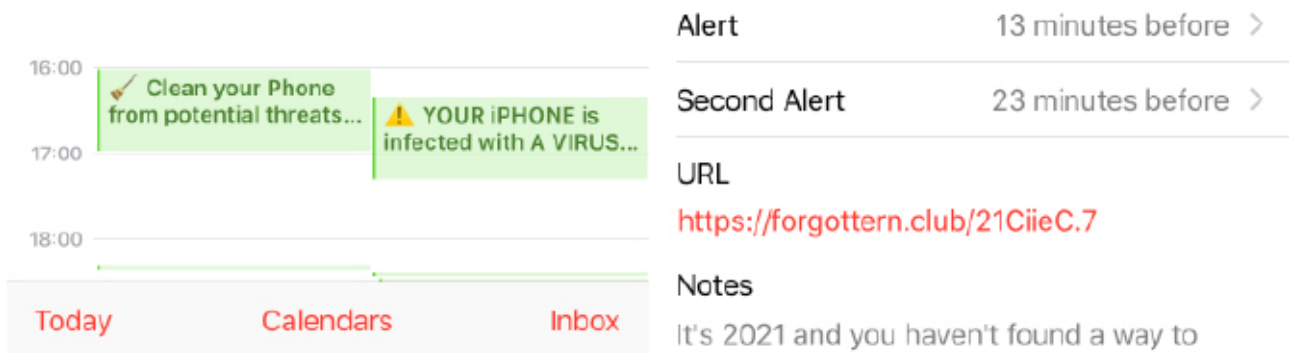 16:00
🧹 Clean your Phone
from potential threats...
⚠️ YOUR iPHONE is
infected with A VIRUS...
17:00
18:00
Today
Calendars
Inbox
Alert 13 minutes before >
Second Alert 23 minutes before >
URL
https://forgottern.club/21CiieC.7
Notes
It's 2021 and you haven't found a way to